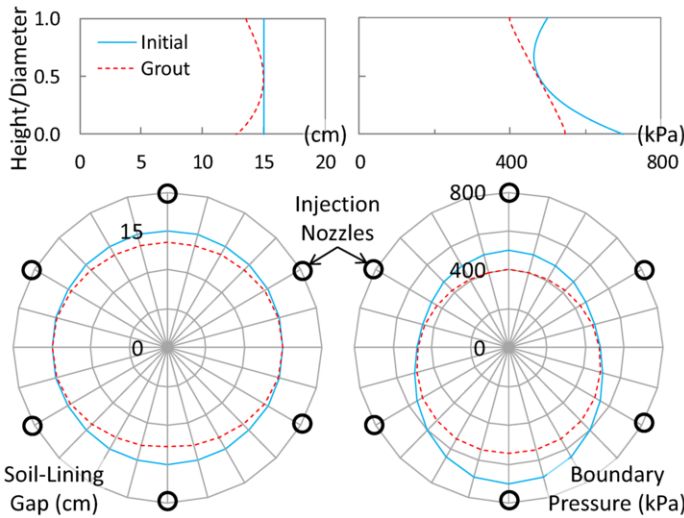 Height/Diameter
1.0
0.5
0.0
Initial
Grout
(cm)
0 5 10 15 20
(kPa)
0 400 800
15
0
Injection
Nozzles
800
400
0
Soil-Lining
Gap (cm)
Boundary
Pressure (kPa)